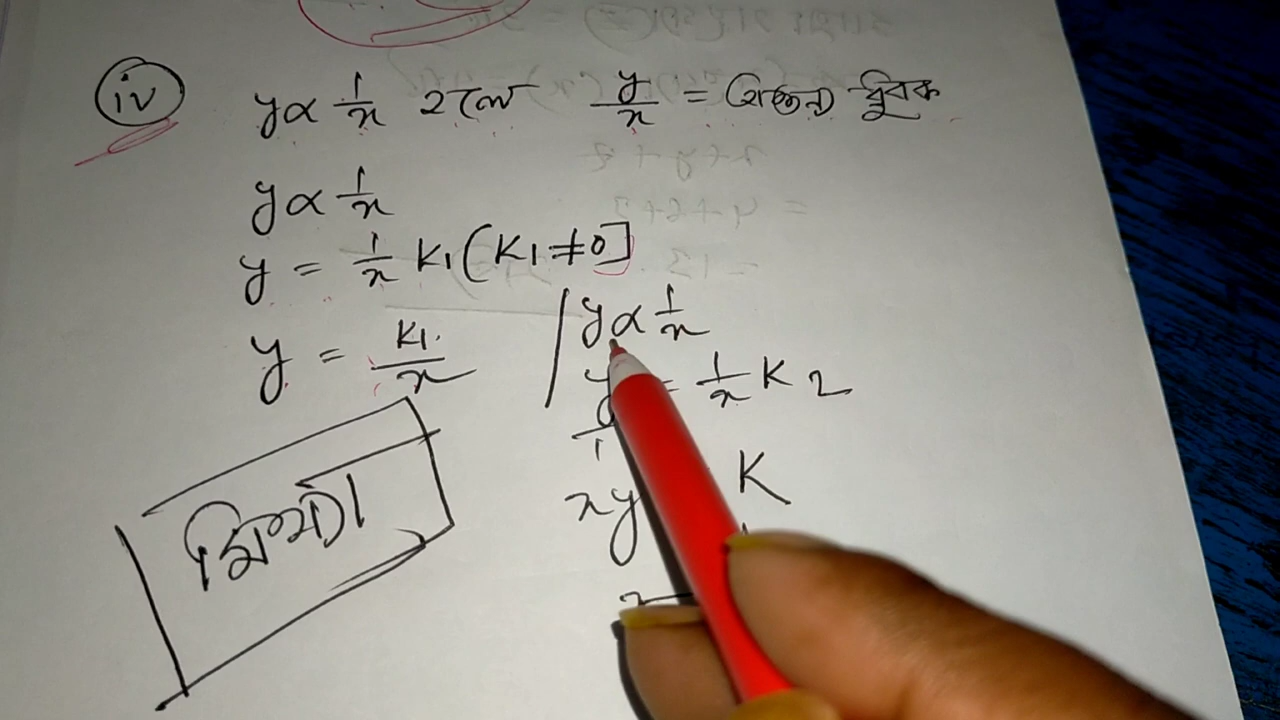 iv y ∝ 1/x হলে y/x = অশূন্য ধ্রুবক
y ∝ 1/x
y = 1/x K₁ (K₁ ≠ 0]
y = K₁/x
y ∝ 1/x
y = 1/x K₂
xy K
মিথ্যা